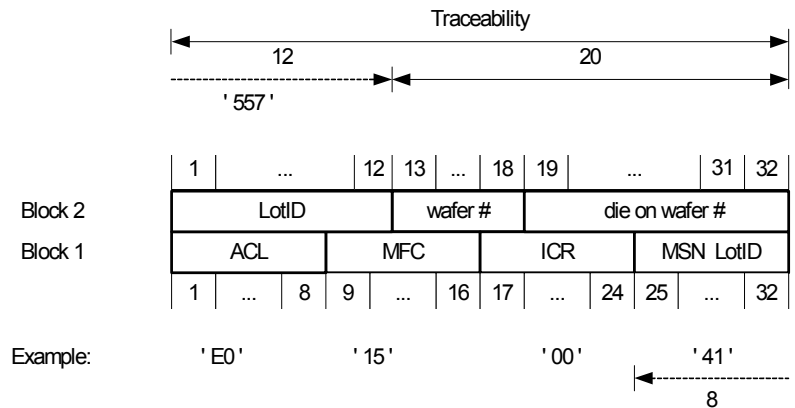 Traceability
12 20
' 557 '
1 ... 12 13 ... 18 19 ... 31 32
Block 2 LotID wafer # die on wafer #
Block 1 ACL MFC ICR MSN LotID
1 ... 8 9 ... 16 17 ... 24 25 ... 32
Example: ' E0 ' ' 15 ' ' 00 ' ' 41 '
8